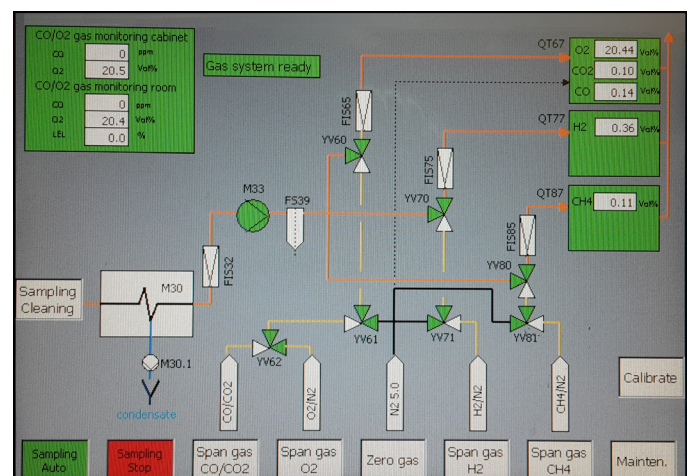 CO/O2 gas monitoring cabinet
CO 0 ppm
O2 20.5 Vol%
CO/O2 gas monitoring room
CO 0 ppm
O2 20.4 Vol%
LEL 0.0 %
Gas system ready
QT67
O2 20.44 Vol%
CO2 0.10 Vol%
CO 0.14 Vol%
FIS65
YV60
QT77
H2 0.36 Vol%
FIS75
M33
FS39
YV70
QT87
CH4 0.11 Vol%
FIS85
FIS32
YV80
Sampling
Cleaning
M30
YV61
YV71
YV81
YV62
M30.1
condensate
CO/CO2
O2/N2
N2 5.0
H2/N2
CH4/N2
Calibrate
Sampling
Auto
Sampling
Stop
Span gas
CO/CO2
Span gas
O2
Zero gas
Span gas
H2
Span gas
CH4
Mainten.